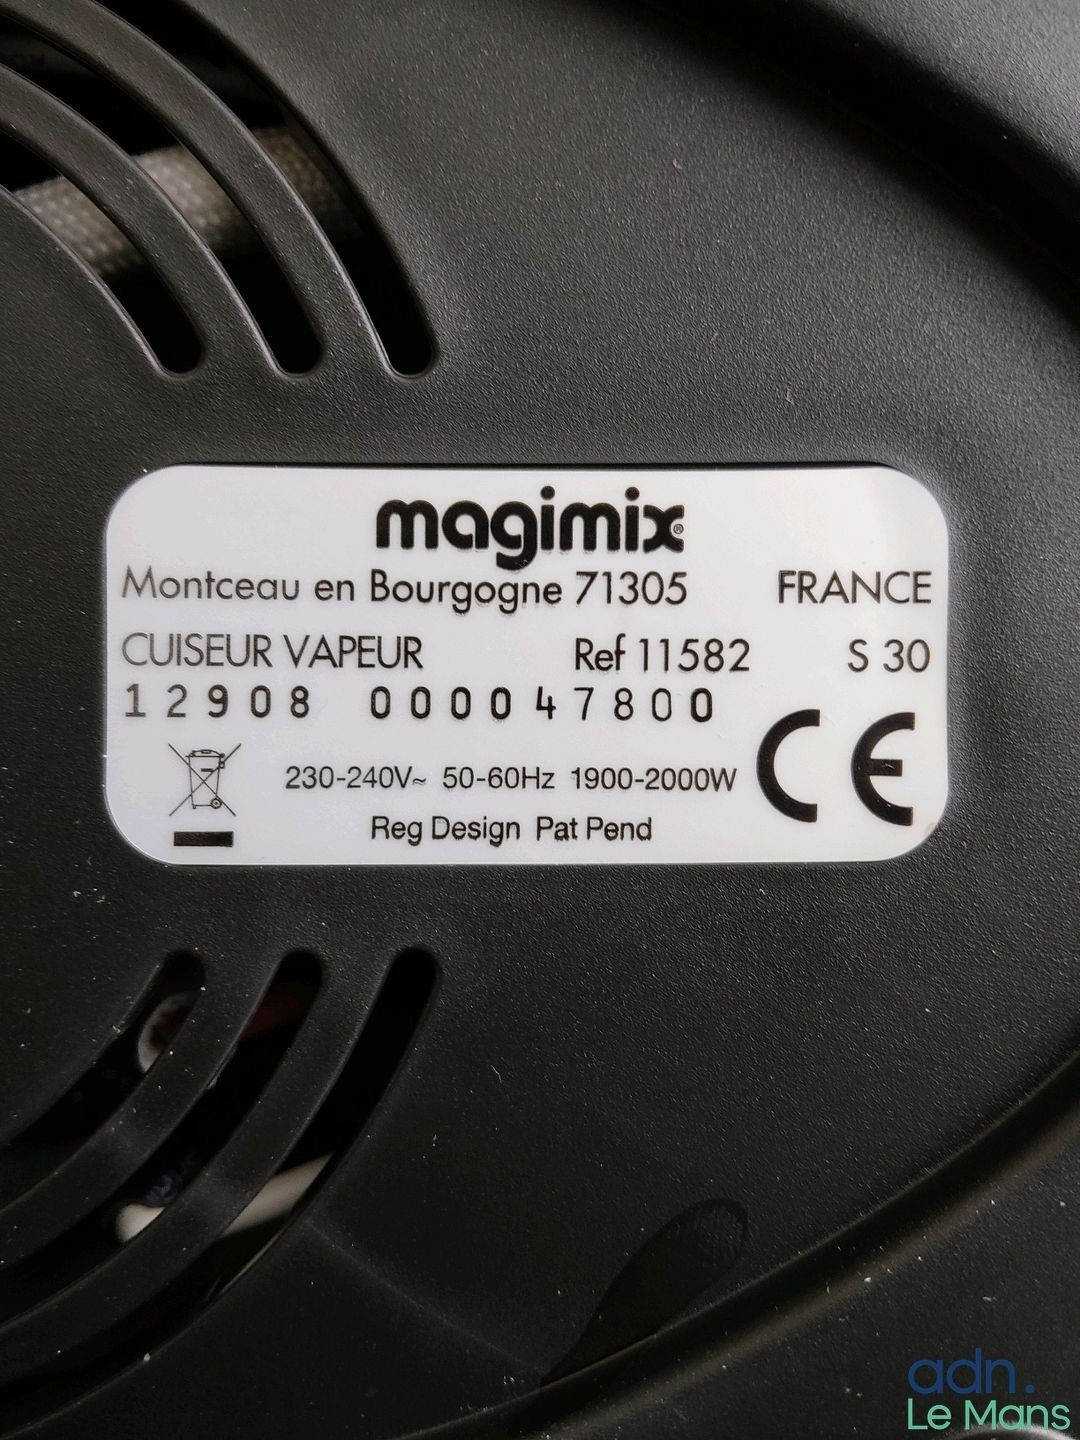 magimix®
Montceau en Bourgogne 71305 FRANCE
CUISEUR VAPEUR Ref 11582 S 30
12908 000047800
230-240V~ 50-60Hz 1900-2000W CE
Reg Design Pat Pend
adn.
Le Mans